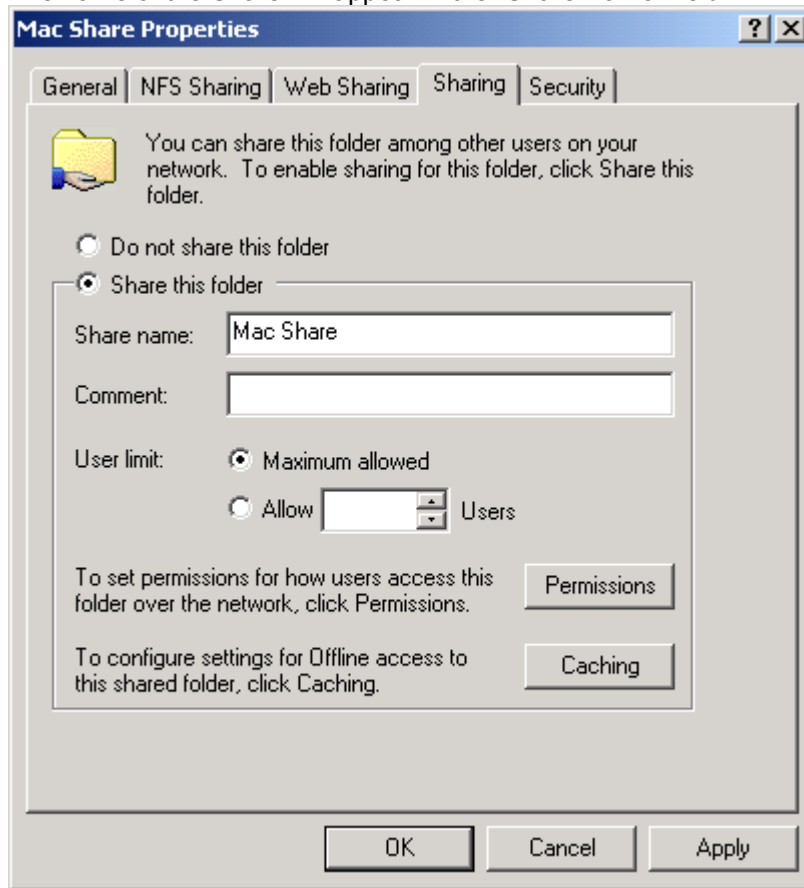 Mac Share Properties
General NFS Sharing Web Sharing Sharing Security
You can share this folder among other users on your
network. To enable sharing for this folder, click Share this
folder.
Do not share this folder
Share this folder
Share name: Mac Share
Comment:
User limit: Maximum allowed
Allow Users
To set permissions for how users access this
folder over the network, click Permissions.
Permissions
To configure settings for Offline access to
this shared folder, click Caching.
Caching
OK Cancel Apply